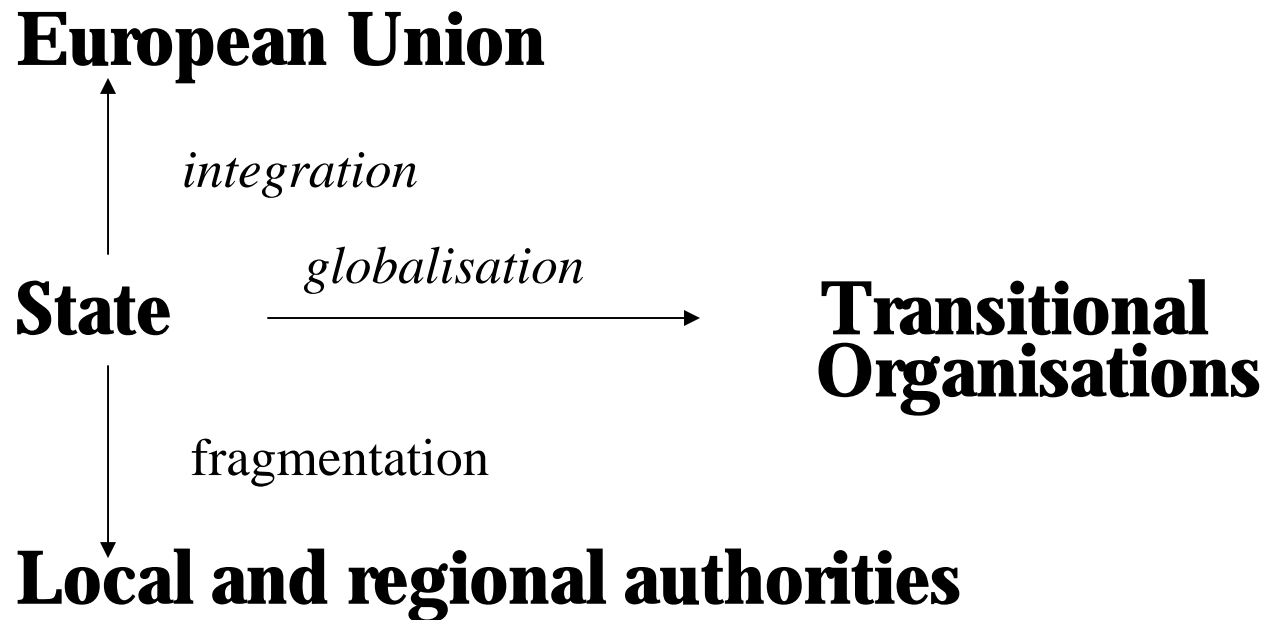 European Union
integration
globalisation
State
Transitional
Organisations
fragmentation
Local and regional authorities